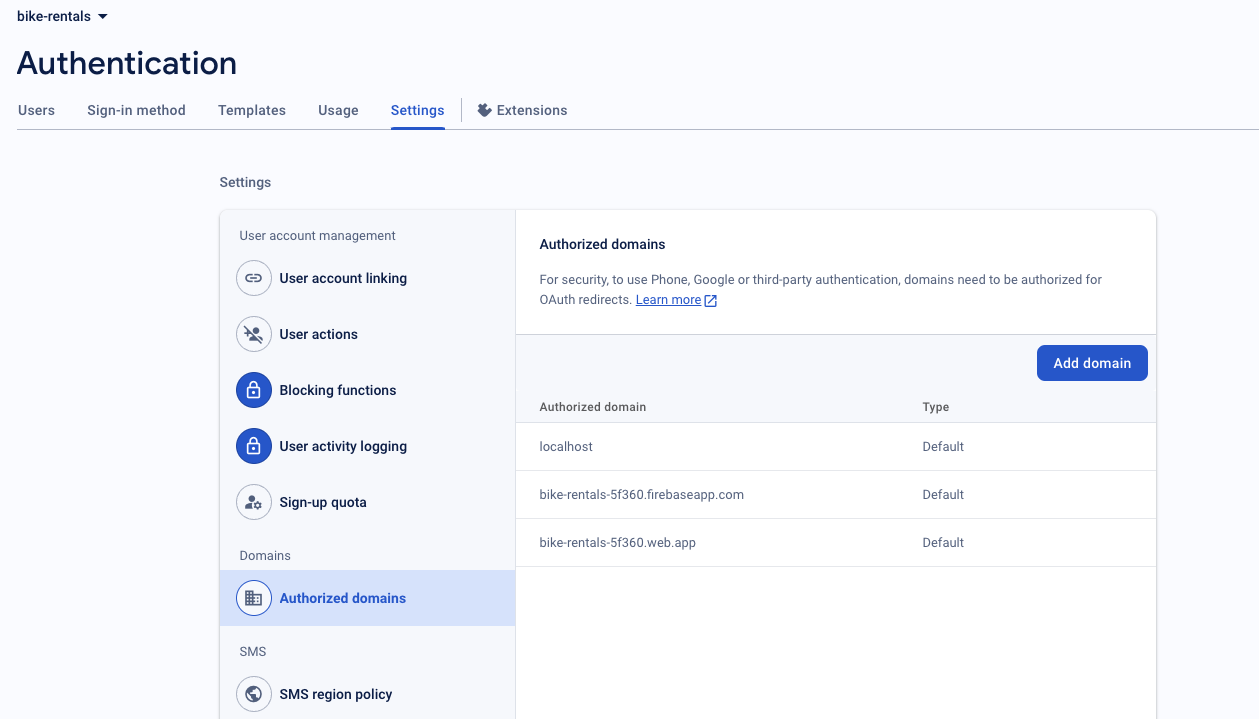 bike-rentals
Authentication
Users Sign-in method Templates Usage Settings Extensions
Settings
User account management
User account linking
User actions
Blocking functions
User activity logging
Sign-up quota
Domains
Authorized domains
SMS
SMS region policy
Authorized domains
For security, to use Phone, Google or third-party authentication, domains need to be authorized for
OAuth redirects. Learn more
Add domain
Authorized domain Type
localhost Default
bike-rentals-5f360.firebaseapp.com Default
bike-rentals-5f360.web.app Default